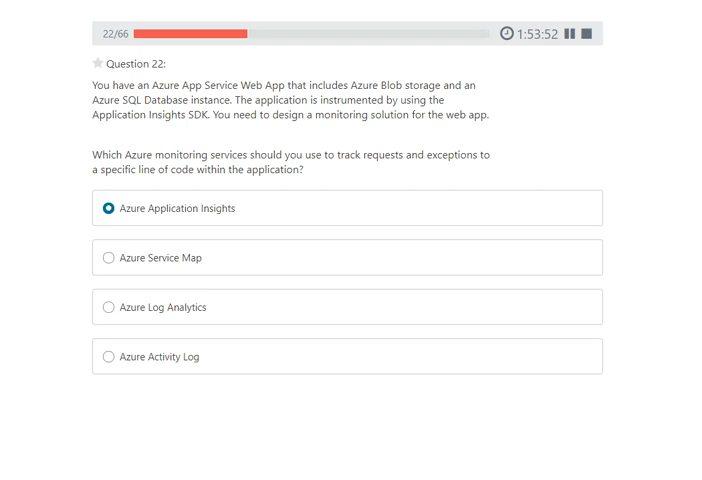 22/66
1:53:52
Question 22:
You have an Azure App Service Web App that includes Azure Blob storage and an
Azure SQL Database instance. The application is instrumented by using the
Application Insights SDK. You need to design a monitoring solution for the web app.
Which Azure monitoring services should you use to track requests and exceptions to
a specific line of code within the application?
Azure Application Insights
Azure Service Map
Azure Log Analytics
Azure Activity Log